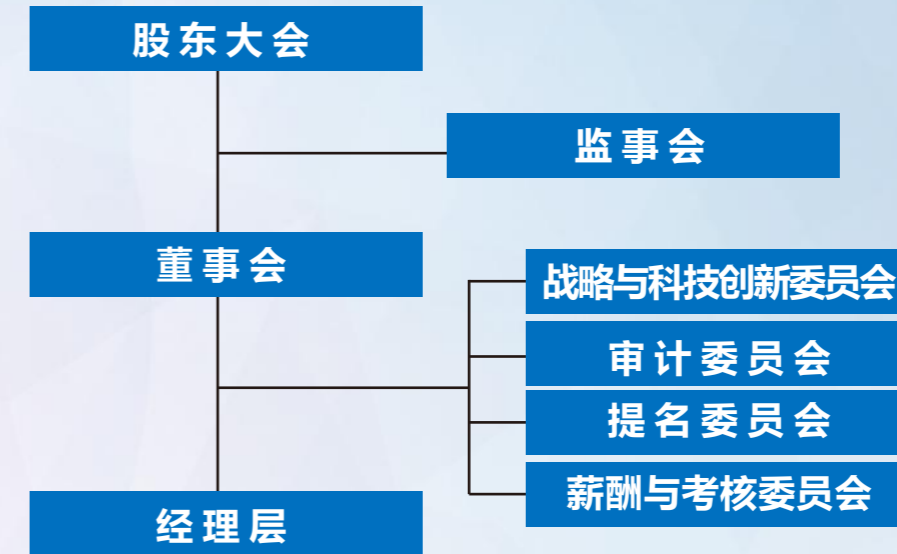 股东大会
监事会
董事会
战略与科技创新委员会
审计委员会
提名委员会
薪酬与考核委员会
经理层